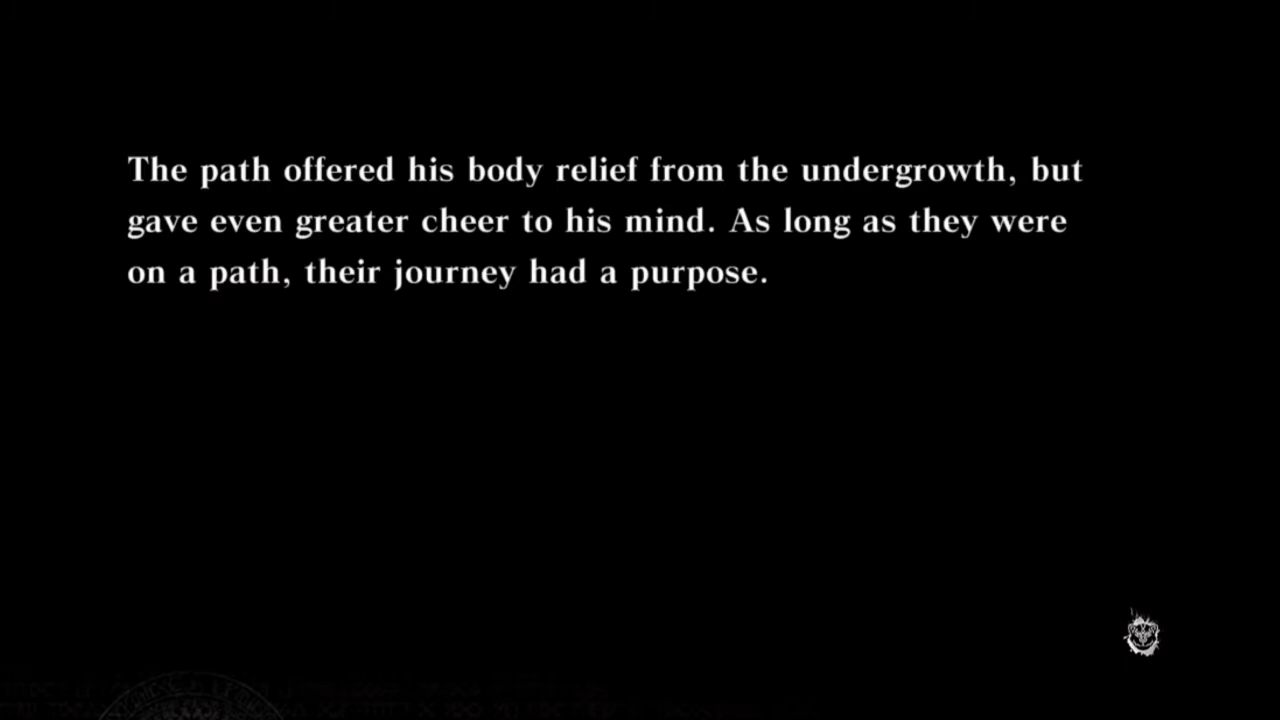 The path offered his body relief from the undergrowth, but
gave even greater cheer to his mind. As long as they were
on a path, their journey had a purpose.